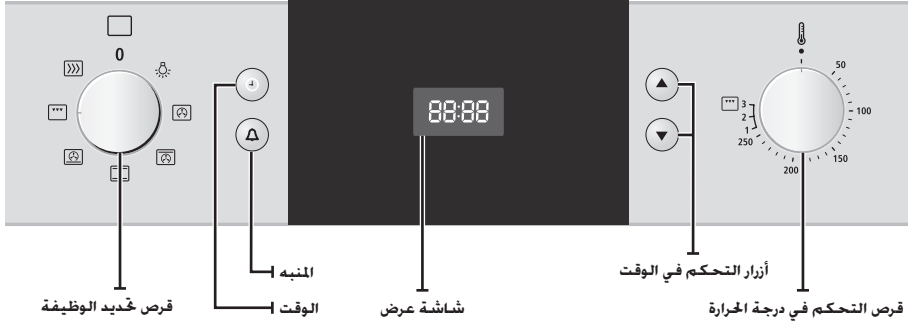 0
50
100
150
200
250
3
2
1
88:88
المنبه
أزرار التحكم في الوقت
قرص تحديد الوظيفة
الوقت
شاشة عرض
قرص التحكم في درجة الحرارة